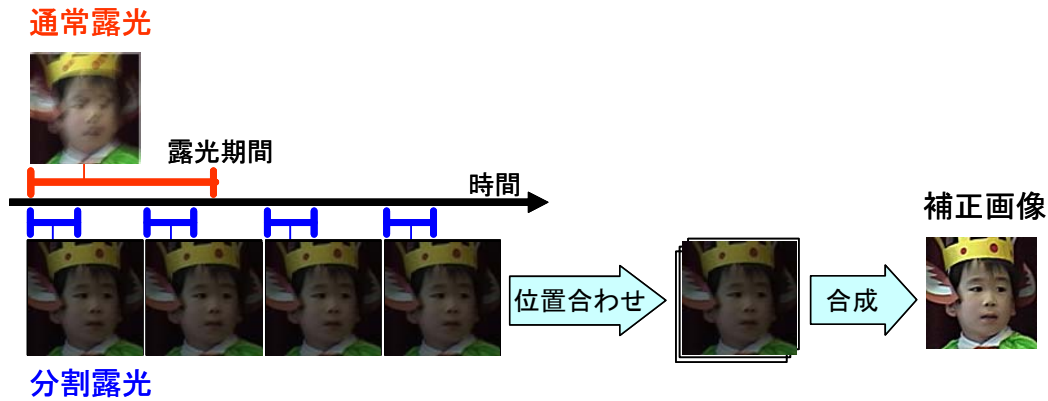 通常露光
露光期間
時間
分割露光
位置合わせ
合成
補正画像